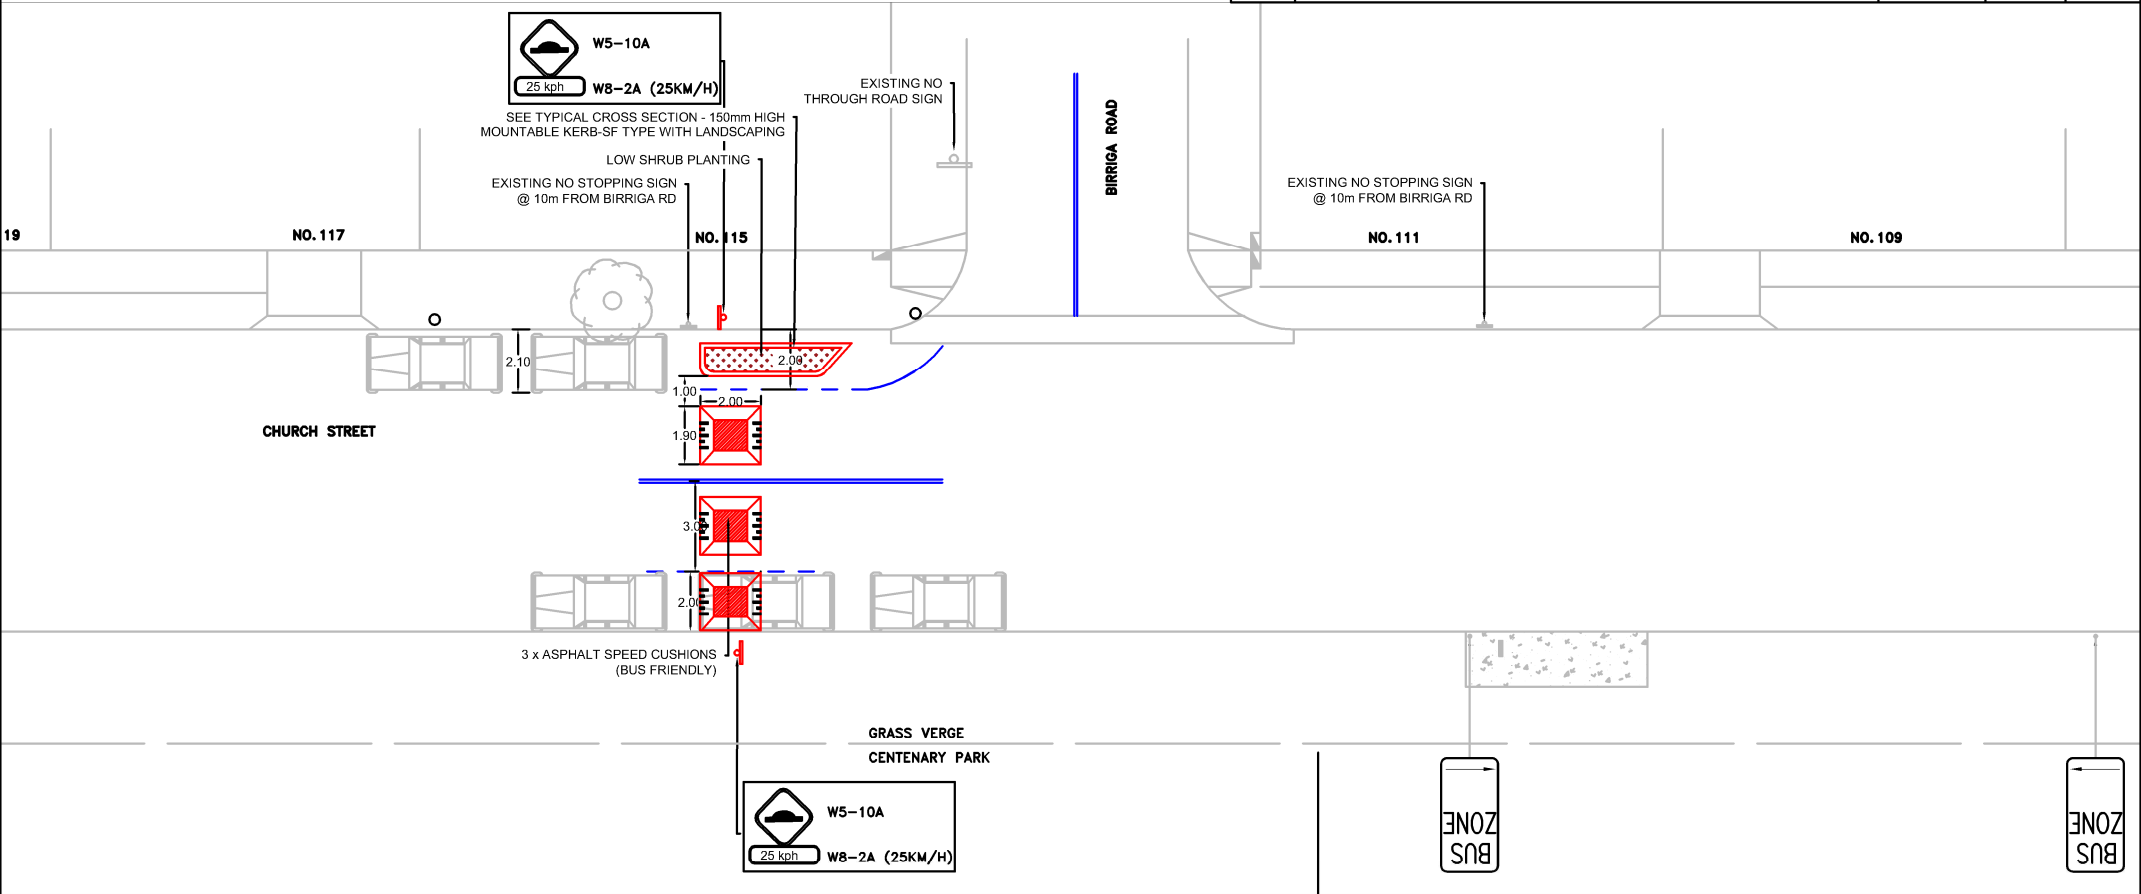 W5-10A
25 kph
W8-2A (25KM/H)
SEE TYPICAL CROSS SECTION - 150mm HIGH
MOUNTABLE KERB-SF TYPE WITH LANDSCAPING
LOW SHRUB PLANTING
EXISTING NO STOPPING SIGN
@ 10m FROM BIRRIGA RD
EXISTING NO
THROUGH ROAD SIGN
BIRRIGA ROAD
EXISTING NO STOPPING SIGN
@ 10m FROM BIRRIGA RD
19
NO.117
NO.115
NO.111
NO.109
2.10
2.00
1.00
2.00
1.90
CHURCH STREET
3.00
2.00
3 x ASPHALT SPEED CUSHIONS
(BUS FRIENDLY)
GRASS VERGE
CENTENARY PARK
W5-10A
25 kph
W8-2A (25KM/H)
BUS
ZONE
BUS
ZONE